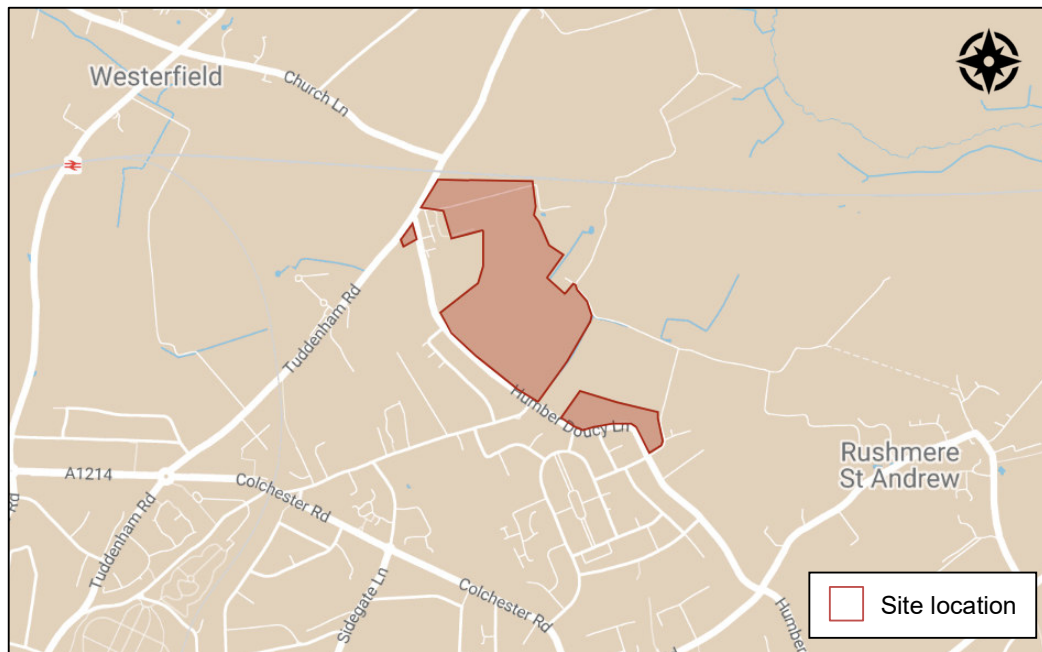 Westerfield
Church Ln
Tuddenham Rd
Humber Doucy Ln
Rushmere
St Andrew
A1214
Colchester Rd
Rd
Tuddenham Rd
Sidegate Ln
Colchester Rd
Humber
Site location